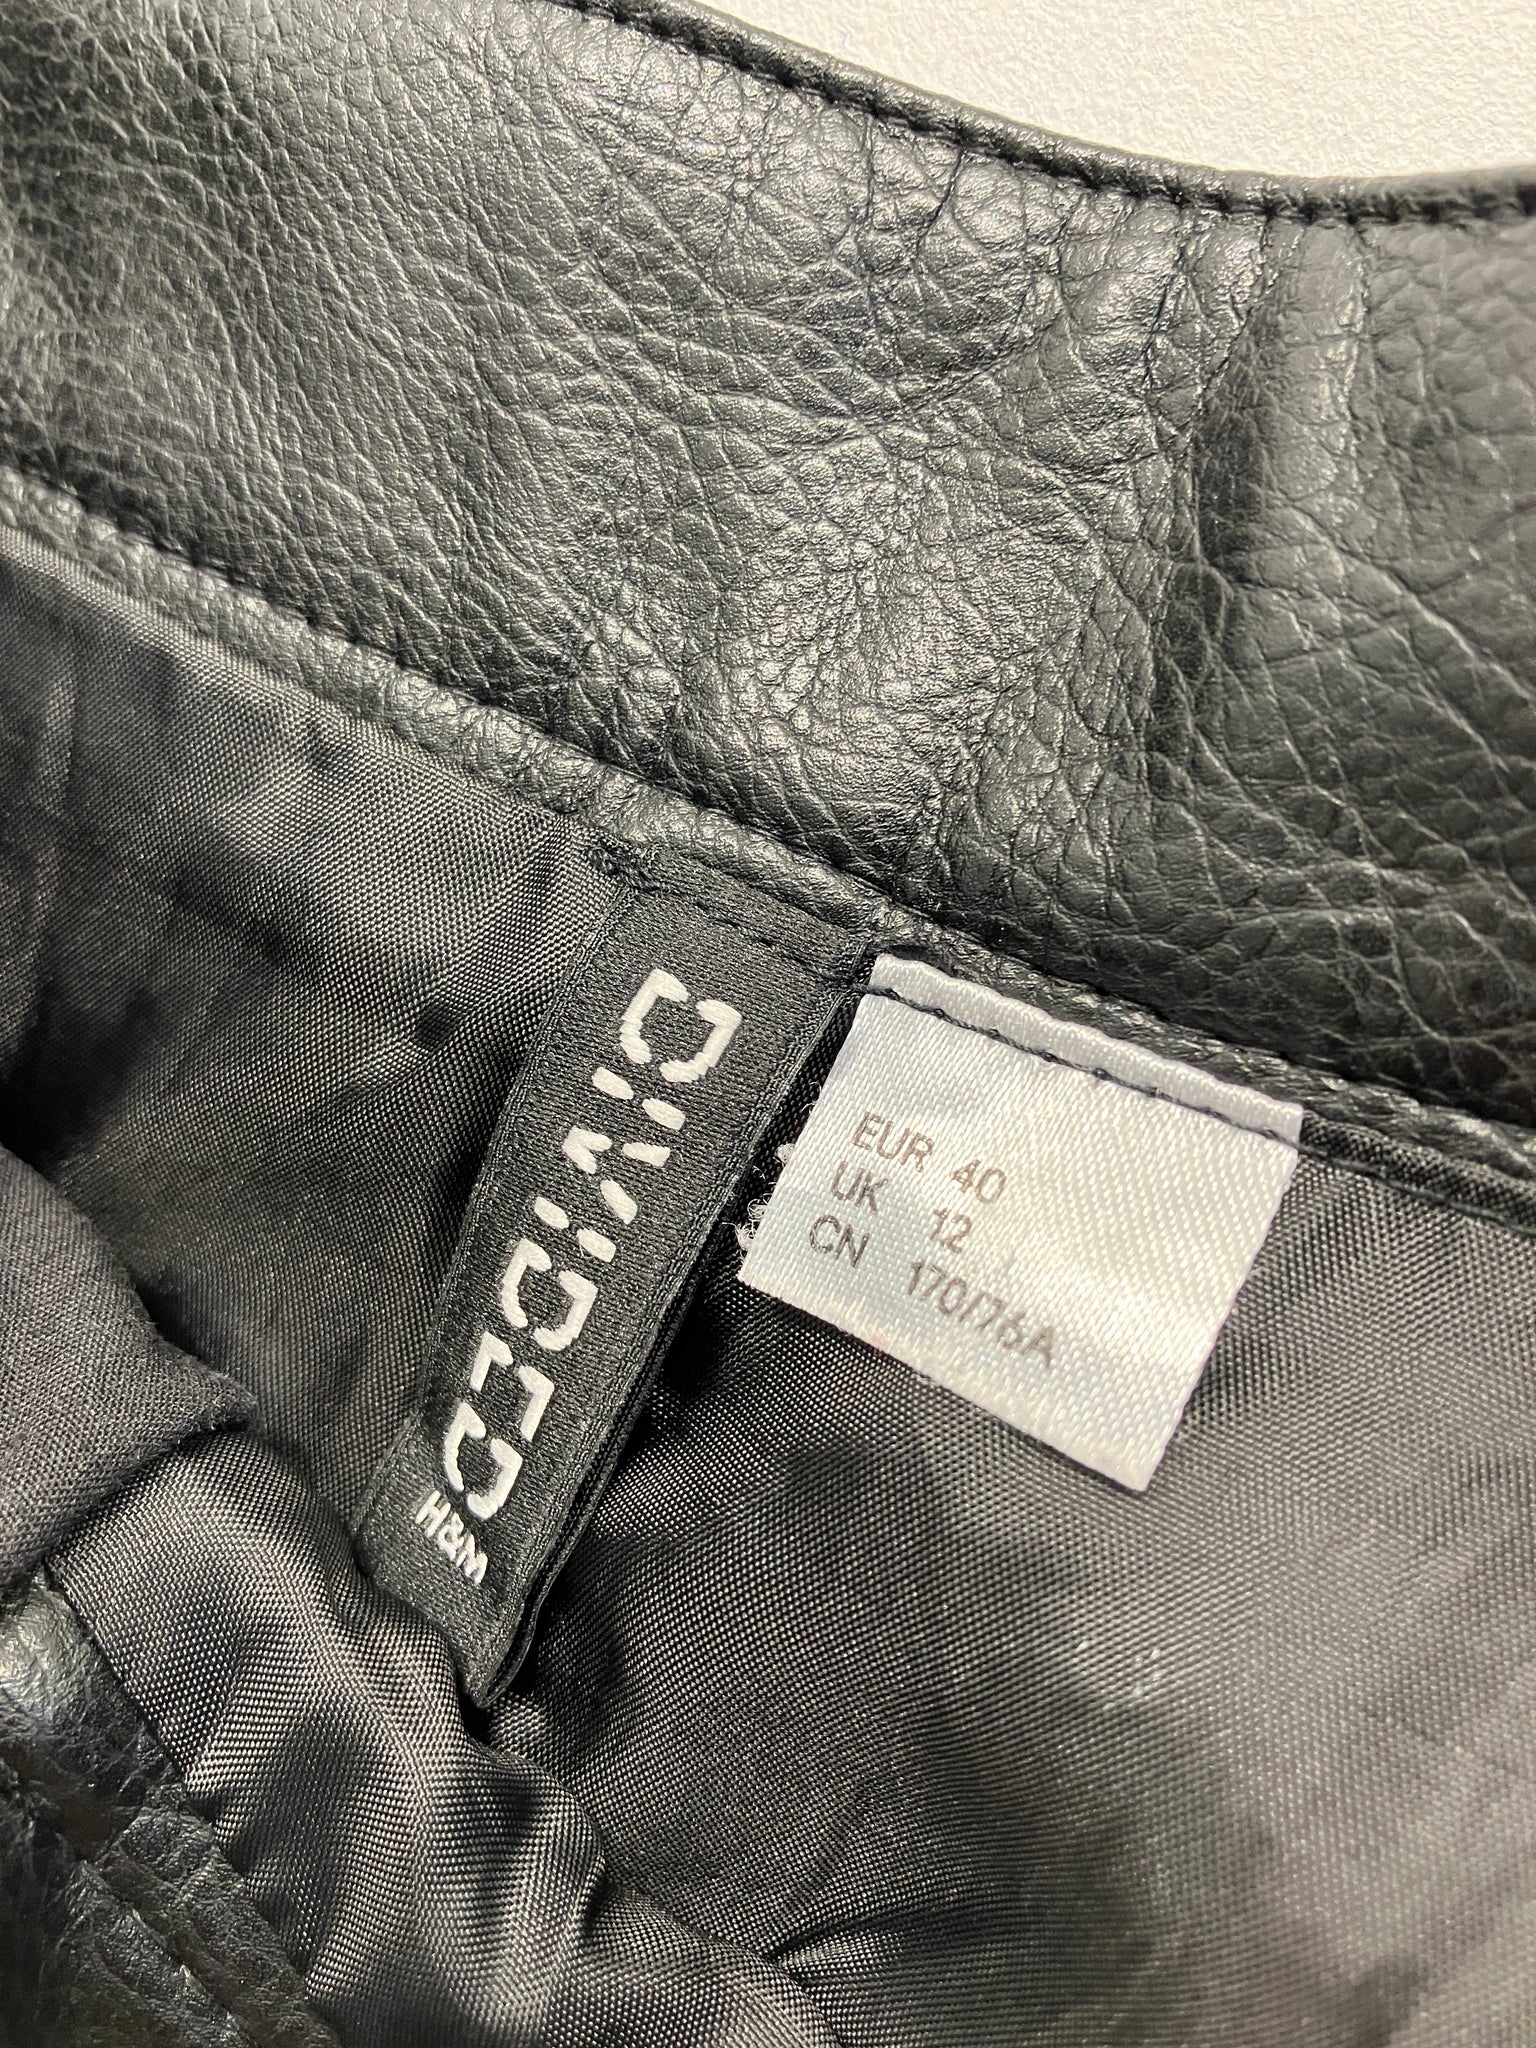 DIVIDED
H&M
EUR 40
UK 12
CN 170/76A